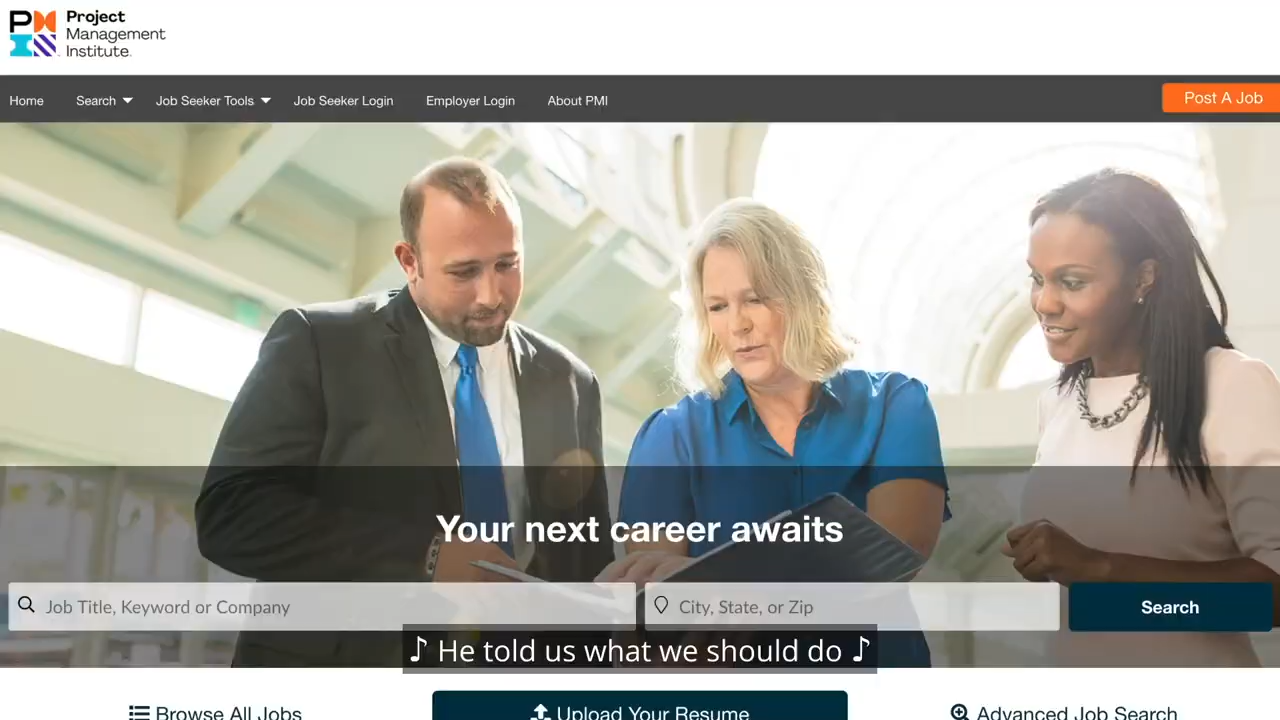 Project
Management
Institute.
Home Search Job Seeker Tools Job Seeker Login Employer Login About PMI Post A Job
Your next career awaits
Job Title, Keyword or Company City, State, or Zip Search
♪ He told us what we should do ♪
Browse All Jobs Upload Your Resume Advanced Job Search